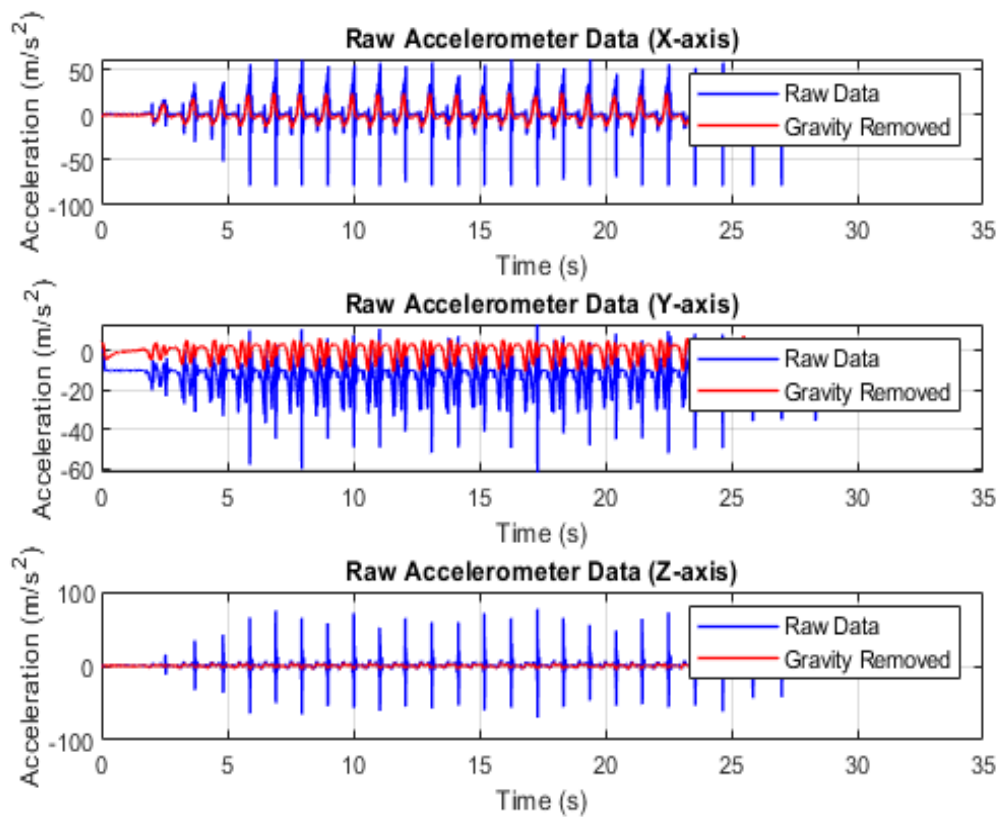 Raw Accelerometer Data (X-axis)
Acceleration (m/s²)
50
0
-50
-100
Raw Data
Gravity Removed
0 5 10 15 20 25 30 35
Time (s)
Raw Accelerometer Data (Y-axis)
Acceleration (m/s²)
0
-20
-40
-60
Raw Data
Gravity Removed
0 5 10 15 20 25 30 35
Time (s)
Raw Accelerometer Data (Z-axis)
Acceleration (m/s²)
100
0
-100
Raw Data
Gravity Removed
0 5 10 15 20 25 30 35
Time (s)